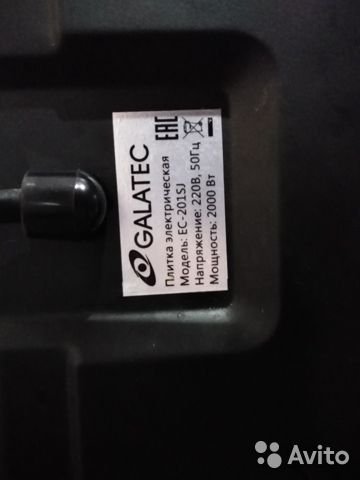 GALATEC
EAC
Плитка электрическая
Модель: EC-201SJ
Напряжение: 220В, 50Гц
Мощность: 2000 Вт
Avito